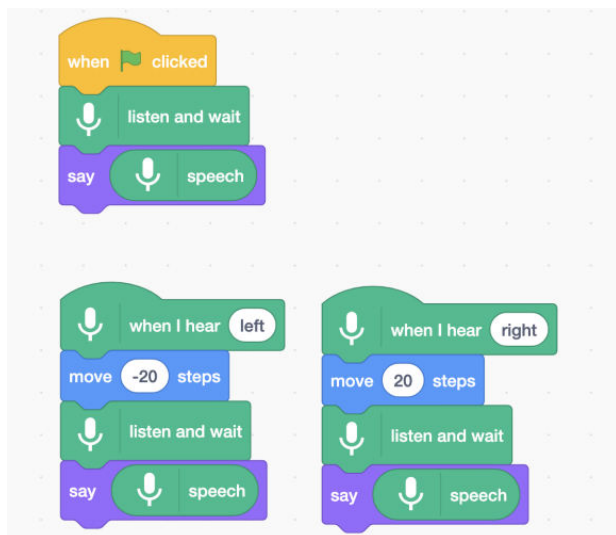 when clicked
listen and wait
say speech
when I hear left
move -20 steps
listen and wait
say speech
when I hear right
move 20 steps
listen and wait
say speech